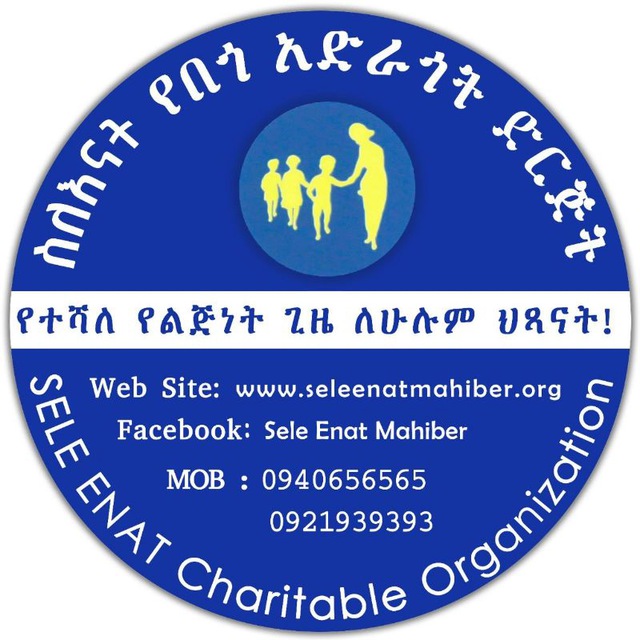 ስለእናት የበጎ አድራጎት ድርጅት
የተሻለ የልጅነት ጊዜ ለሁሉም ህጻናት!
Web Site: www.seleenatmahiber.org
Facebook: Sele Enat Mahiber
MOB : 0940656565
0921939393
SELE ENAT Charitable Organization